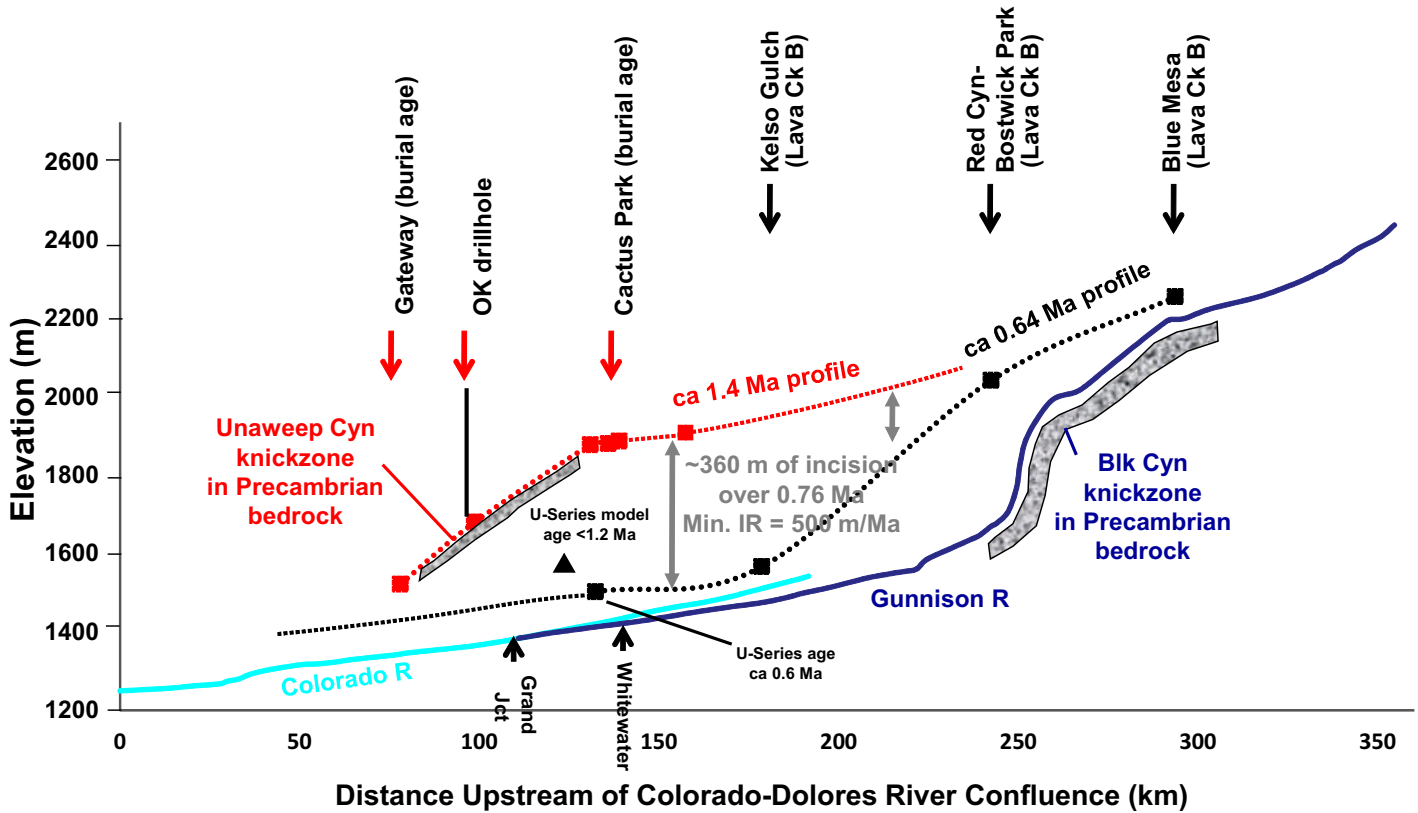 Gateway (burial age)
OK drillhole
Cactus Park (burial age)
Kelso Gulch
(Lava Ck B)
Red Cyn-
Bostwick Park
(Lava Ck B)
Blue Mesa
(Lava Ck B)
Elevation (m)
2600
2400
2200
2000
1800
1600
1400
1200
ca 0.64 Ma profile
ca 1.4 Ma profile
Unaweep Cyn
knickzone
in Precambrian
bedrock
~360 m of incision
over 0.76 Ma
Min. IR = 500 m/Ma
U-Series model
age <1.2 Ma
Blk Cyn
knickzone
in Precambrian
bedrock
Gunnison R
U-Series age
ca 0.6 Ma
Colorado R
Grand
Jct
Whitewater
0
50
100
150
200
250
300
350
Distance Upstream of Colorado-Dolores River Confluence (km)